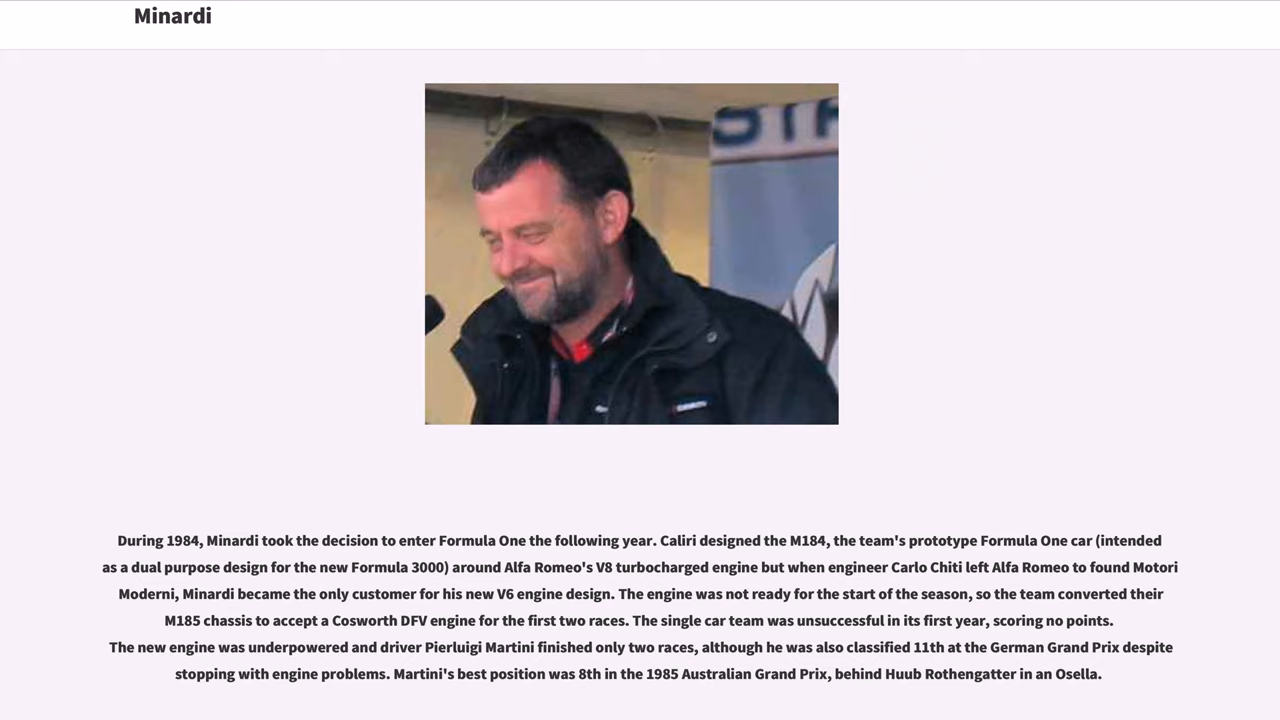 Minardi
STA
During 1984, Minardi took the decision to enter Formula One the following year. Caliri designed the M184, the team's prototype Formula One car (intended
as a dual purpose design for the new Formula 3000) around Alfa Romeo's V8 turbocharged engine but when engineer Carlo Chiti left Alfa Romeo to found Motori
Moderni, Minardi became the only customer for his new V6 engine design. The engine was not ready for the start of the season, so the team converted their
M185 chassis to accept a Cosworth DFV engine for the first two races. The single car team was unsuccessful in its first year, scoring no points.
The new engine was underpowered and driver Pierluigi Martini finished only two races, although he was also classified 11th at the German Grand Prix despite
stopping with engine problems. Martini's best position was 8th in the 1985 Australian Grand Prix, behind Huub Rothengatter in an Osella.